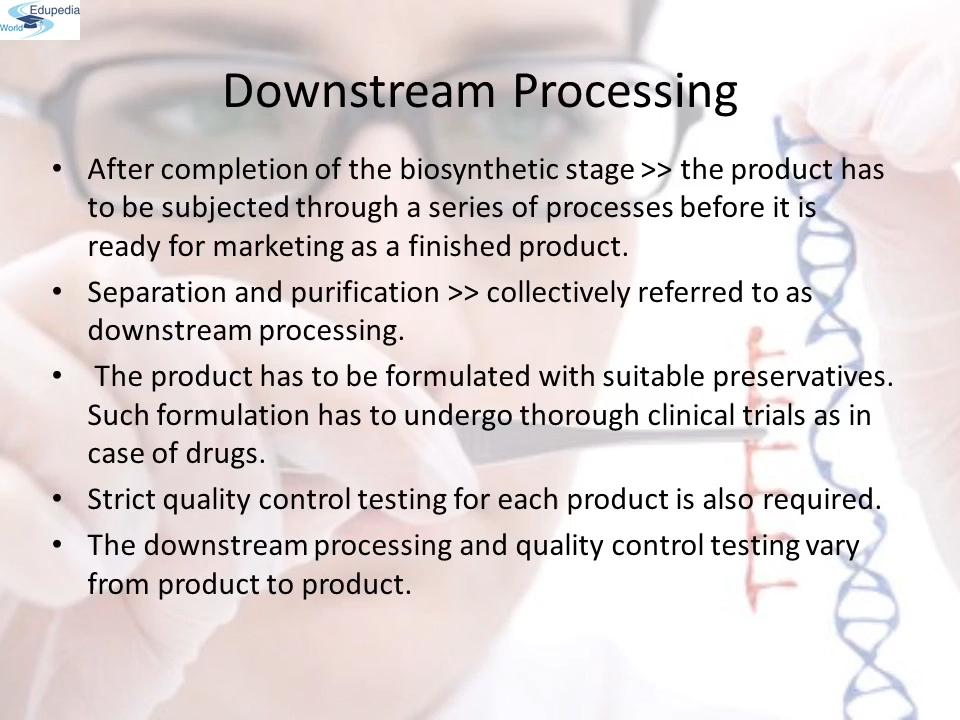 Edupedia
World
Downstream Processing
• After completion of the biosynthetic stage >> the product has
to be subjected through a series of processes before it is
ready for marketing as a finished product.
• Separation and purification >> collectively referred to as
downstream processing.
• The product has to be formulated with suitable preservatives.
Such formulation has to undergo thorough clinical trials as in
case of drugs.
• Strict quality control testing for each product is also required.
• The downstream processing and quality control testing vary
from product to product.